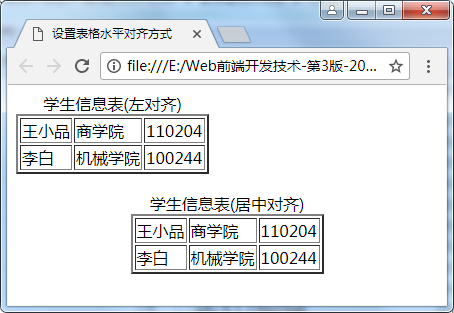 设置表格水平对齐方式
file:///E:/Web前端开发技术-第3版-20...
学生信息表(左对齐)
王小品 商学院 110204
李白 机械学院 100244
学生信息表(居中对齐)
王小品 商学院 110204
李白 机械学院 100244